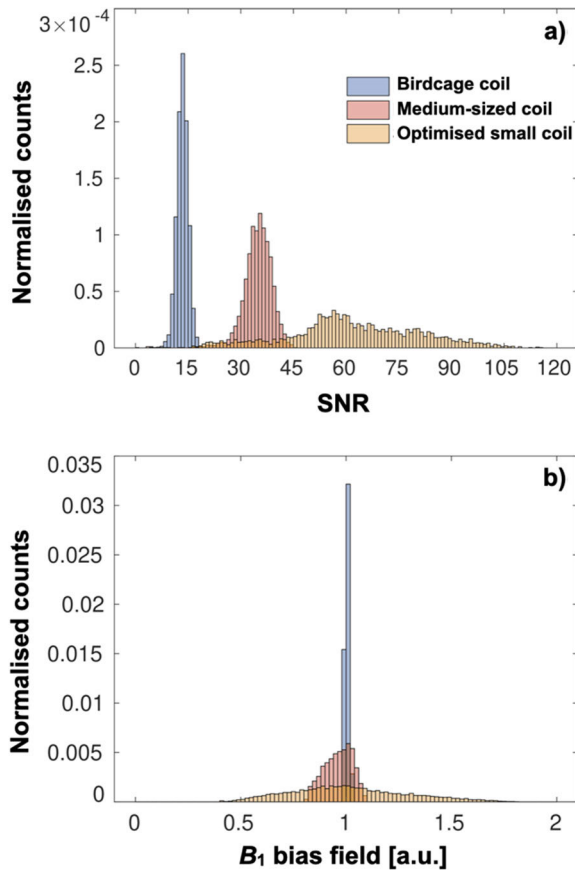 3×10⁻⁴
a)
2.5
2
1.5
1
0.5
0
Normalised counts
Birdcage coil
Medium-sized coil
Optimised small coil
0 15 30 45 60 75 90 105 120
SNR
b)
0.035
0.03
0.025
0.02
0.015
0.01
0.005
0
Normalised counts
0 0.5 1 1.5 2
B₁ bias field [a.u.]